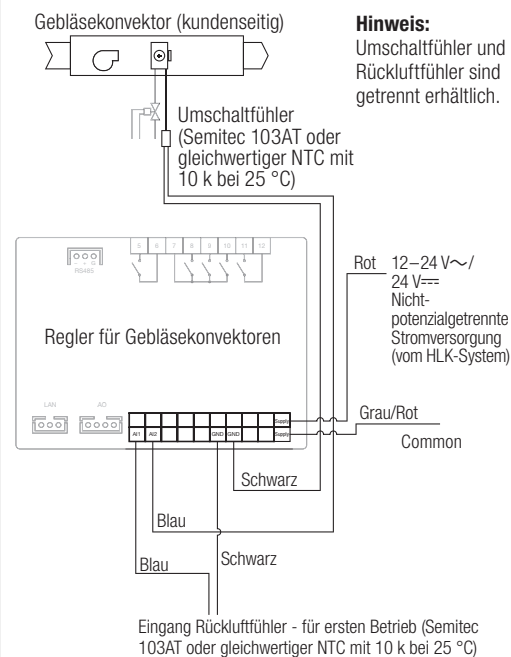 Gebläsekonvektor (kundenseitig)
Hinweis:
Umschaltfühler und
Rückluftfühler sind
getrennt erhältlich.
Umschaltfühler
(Semitec 103AT oder
gleichwertiger NTC mit
10 k bei 25 °C)
5 6 7 8 9 10 11 12
- + G
RS485
Regler für Gebläsekonvektoren
Rot
12–24 V～/
24 V⎓
Nicht-
potenzialgetrennte
Stromversorgung
(vom HLK-System)
LAN
AO
Supply
AI1 AI2 GND GND Supply
Grau/Rot
Common
Schwarz
Blau
Blau
Schwarz
Eingang Rückluftfühler - für ersten Betrieb (Semitec
103AT oder gleichwertiger NTC mit 10 k bei 25 °C)